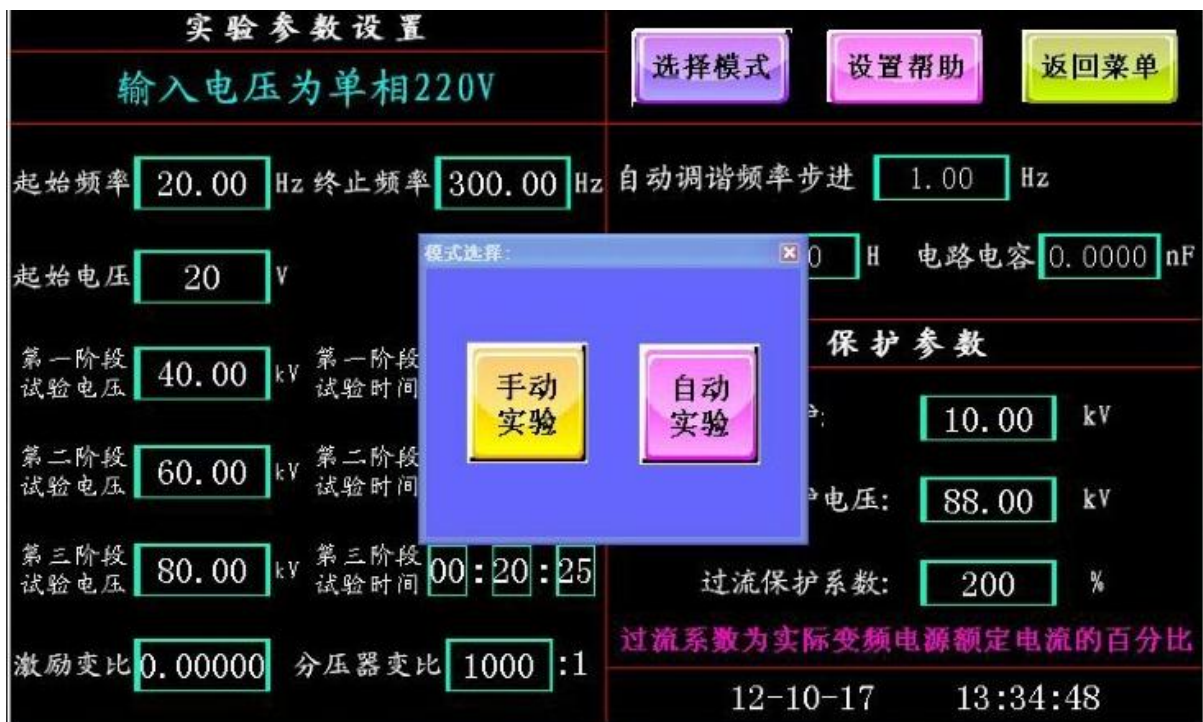 实验参数设置
选择模式 设置帮助 返回菜单
输入电压为单相220V
起始频率 20.00 Hz 终止频率 300.00 Hz
自动调谐频率步进 1.00 Hz
模式选择:
0 H 电路电容 0.0000 nF
起始电压 20 V
手动
实验
自动
实验
保护参数
第一阶段
试验电压 40.00 kV
第一阶段
试验时间
10.00 kV
第二阶段
试验电压 60.00 kV
第二阶段
试验时间
电压: 88.00 kV
第三阶段
试验电压 80.00 kV
第三阶段
试验时间 00:20:25
过流保护系数: 200 %
过流系数为实际变频电源额定电流的百分比
激励变比 0.00000 分压器变比 1000 :1
12-10-17 13:34:48